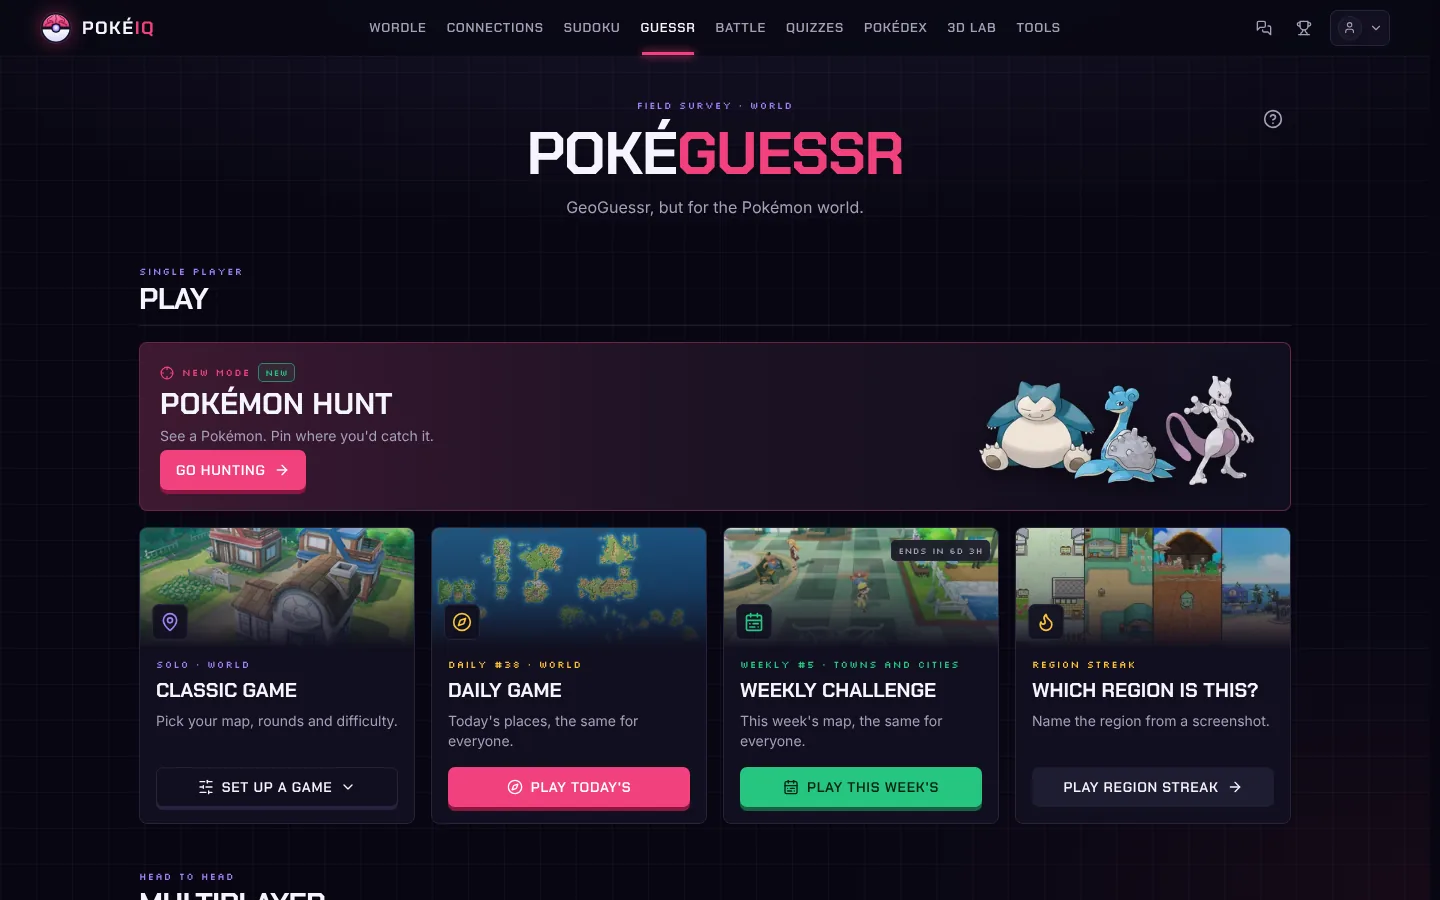 POKÉIQ
WORDLE CONNECTIONS SUDOKU GUESSR BATTLE QUIZZES POKÉDEX 3D LAB TOOLS
FIELD SURVEY · WORLD
POKÉGUESSR
GeoGuessr, but for the Pokémon world.
SINGLE PLAYER
PLAY
NEW MODE NEW
POKÉMON HUNT
See a Pokémon. Pin where you'd catch it.
GO HUNTING
SOLO · WORLD
CLASSIC GAME
Pick your map, rounds and difficulty.
SET UP A GAME
DAILY #38 · WORLD
DAILY GAME
Today's places, the same for
everyone.
PLAY TODAY'S
ENDS IN 6D 3H
WEEKLY #5 · TOWNS AND CITIES
WEEKLY CHALLENGE
This week's map, the same for
everyone.
PLAY THIS WEEK'S
REGION STREAK
WHICH REGION IS THIS?
Name the region from a screenshot.
PLAY REGION STREAK
HEAD TO HEAD
MULTIPLAYER